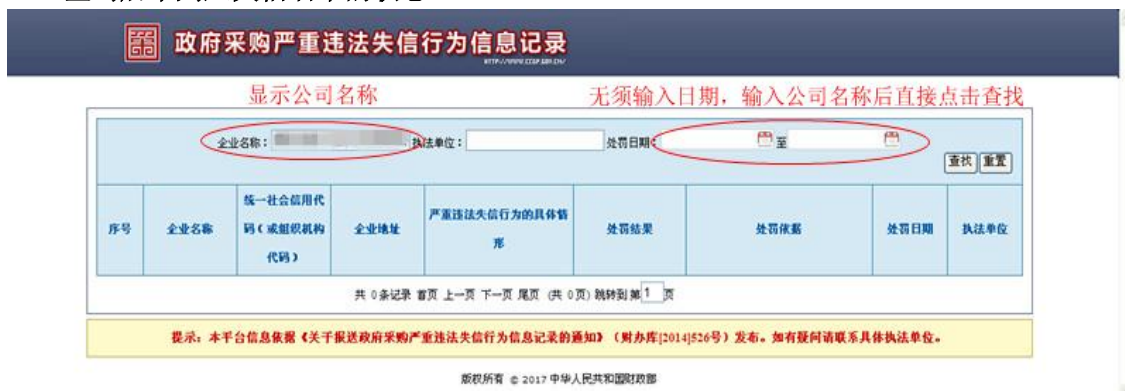 政府采购严重违法失信行为信息记录
HTTP://WWW.CCGP.GOV.CN/
显示公司名称
无须输入日期，输入公司名称后直接点击查找
企业名称： 执法单位： 处罚日期： 至
查找 重置
序号 企业名称 统一社会信用代码（或组织机构代码） 企业地址 严重违法失信行为的具体情形 处罚结果 处罚依据 处罚日期 执法单位
共 0条记录 首页 上一页 下一页 尾页 (共 0页) 跳转到第 1 页
提示：本平台信息依据《关于报送政府采购严重违法失信行为信息记录的通知》（财办库[2014]526号）发布。如有疑问请联系具体执法单位。
版权所有 © 2017 中华人民共和国财政部